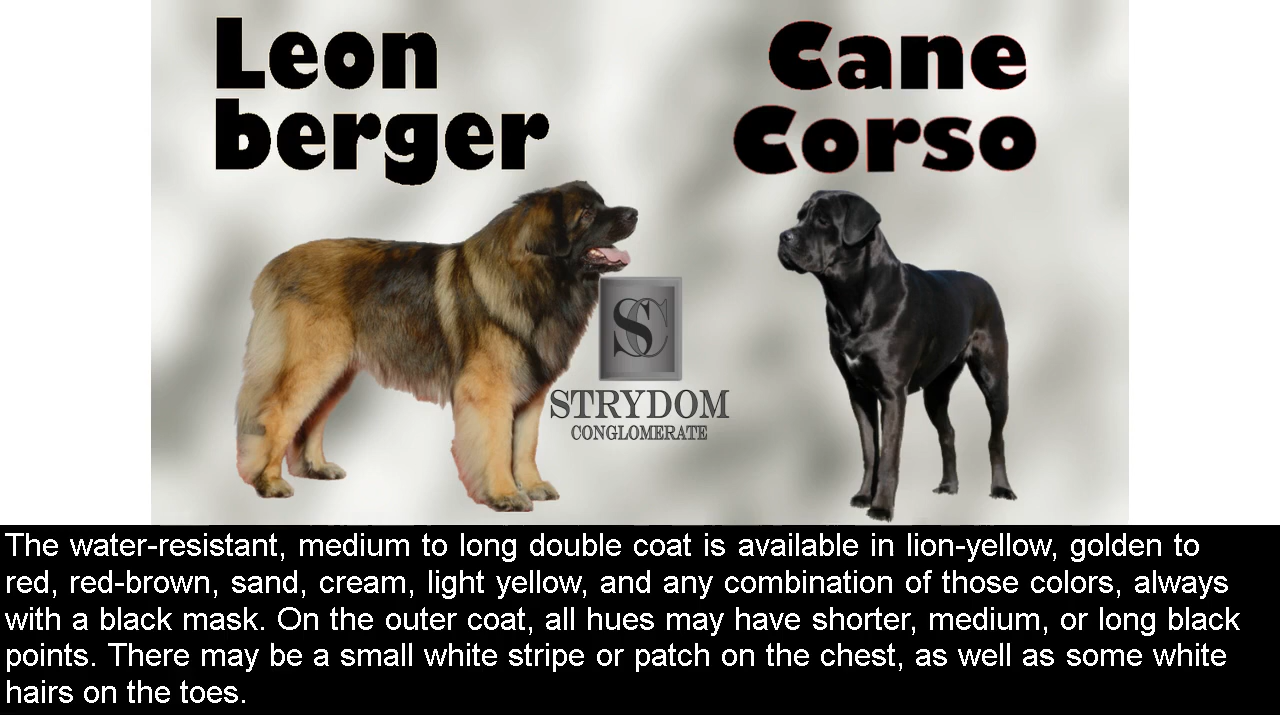 Leon
berger
Cane
Corso
SC
STRYDOM
CONGLOMERATE
The water-resistant, medium to long double coat is available in lion-yellow, golden to
red, red-brown, sand, cream, light yellow, and any combination of those colors, always
with a black mask. On the outer coat, all hues may have shorter, medium, or long black
points. There may be a small white stripe or patch on the chest, as well as some white
hairs on the toes.